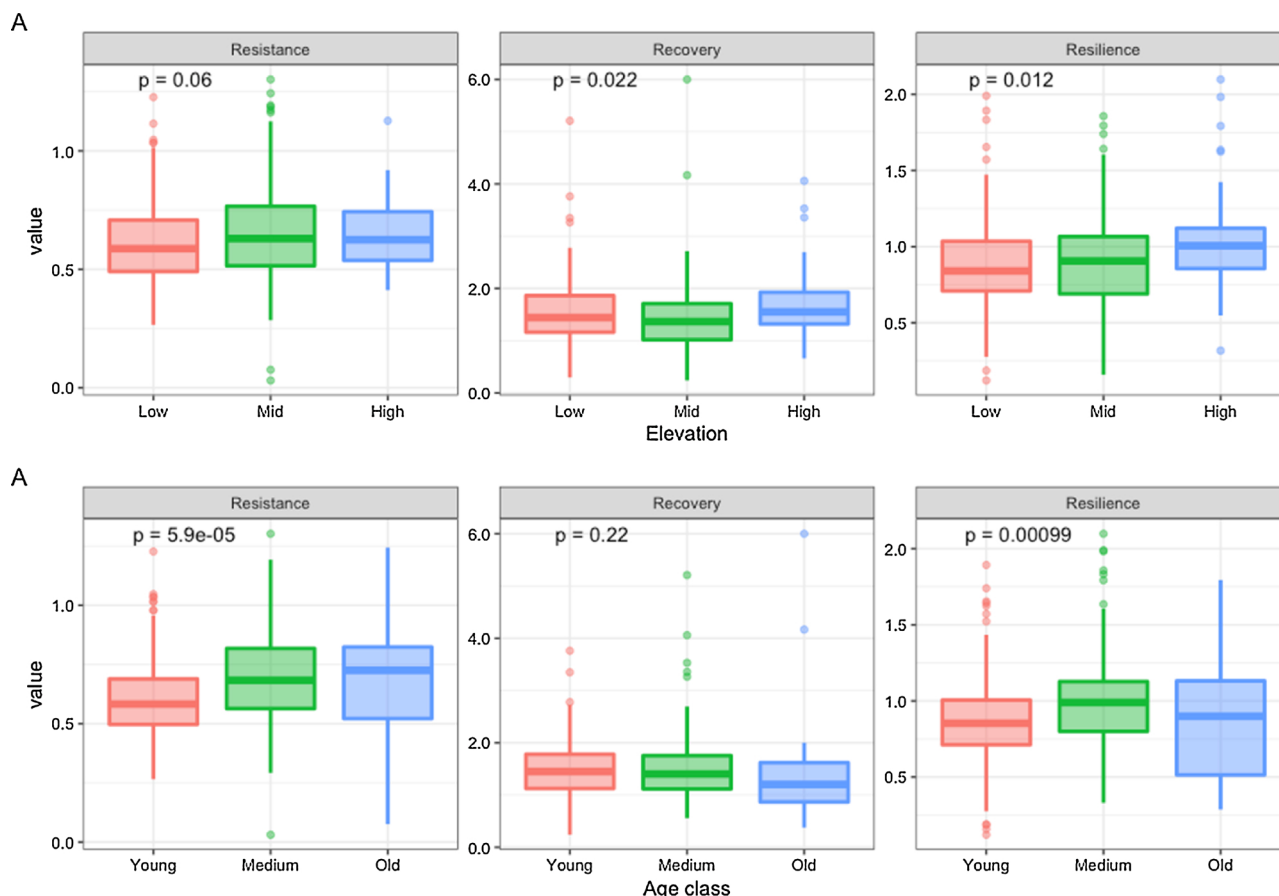 A
Resistance Recovery Resilience
p = 0.06 p = 0.022 p = 0.012
value
1.0
0.5
0.0
6.0
4.0
2.0
0.0
2.0
1.5
1.0
0.5
Low Mid High Low Mid High Low Mid High
Elevation
A
Resistance Recovery Resilience
p = 5.9e-05 p = 0.22 p = 0.00099
value
1.0
0.5
0.0
6.0
4.0
2.0
0.0
2.0
1.5
1.0
0.5
Young Medium Old Young Medium Old Young Medium Old
Age class